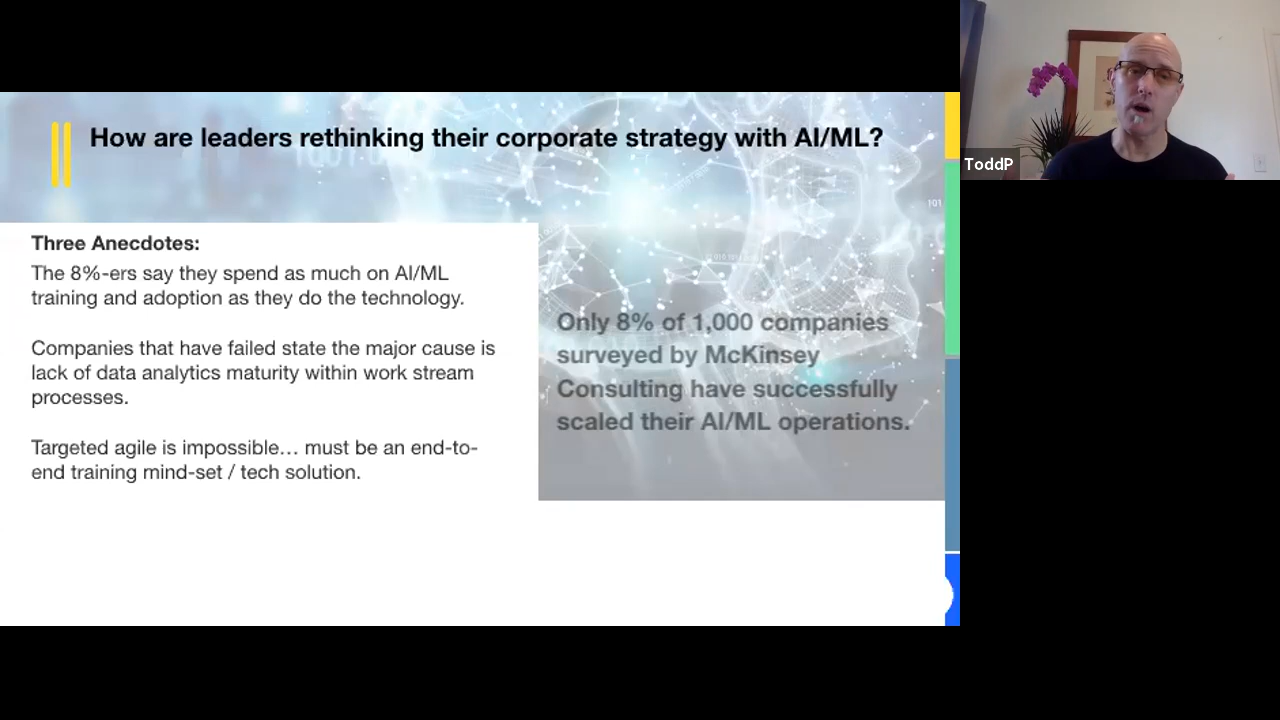 How are leaders rethinking their corporate strategy with AI/ML?
Three Anecdotes:
The 8%-ers say they spend as much on AI/ML
training and adoption as they do the technology.
Companies that have failed state the major cause is
lack of data analytics maturity within work stream
processes.
Targeted agile is impossible… must be an end-to-
end training mind-set / tech solution.
Only 8% of 1,000 companies
surveyed by McKinsey
Consulting have successfully
scaled their AI/ML operations.
ToddP
101